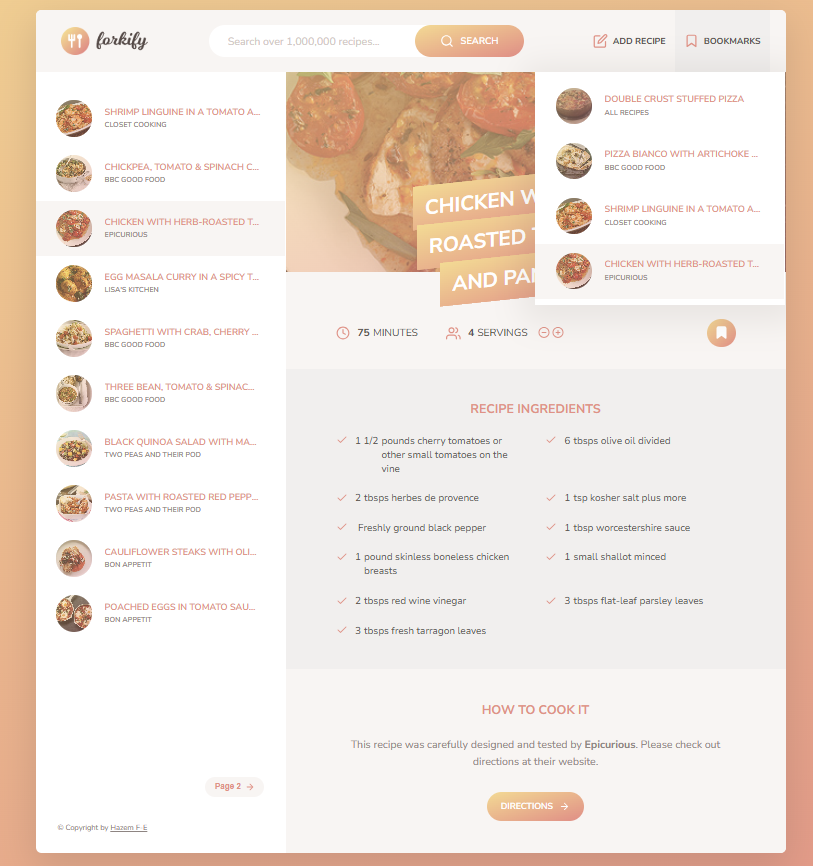 forkify
Search over 1,000,000 recipes...
SEARCH
ADD RECIPE
BOOKMARKS
SHRIMP LINGUINE IN A TOMATO A...
CLOSET COOKING
CHICKPEA, TOMATO & SPINACH C...
BBC GOOD FOOD
CHICKEN WITH HERB-ROASTED T...
EPICURIOUS
EGG MASALA CURRY IN A SPICY T...
LISA'S KITCHEN
SPAGHETTI WITH CRAB, CHERRY ...
BBC GOOD FOOD
THREE BEAN, TOMATO & SPINAC...
BBC GOOD FOOD
BLACK QUINOA SALAD WITH MA...
TWO PEAS AND THEIR POD
PASTA WITH ROASTED RED PEPP...
TWO PEAS AND THEIR POD
CAULIFLOWER STEAKS WITH OLI...
BON APPETIT
POACHED EGGS IN TOMATO SAU...
BON APPETIT
Page 2
© Copyright by Hazem F-E
DOUBLE CRUST STUFFED PIZZA
ALL RECIPES
PIZZA BIANCO WITH ARTICHOKE ...
BBC GOOD FOOD
SHRIMP LINGUINE IN A TOMATO A...
CLOSET COOKING
CHICKEN WITH HERB-ROASTED T...
EPICURIOUS
CHICKEN W
ROASTED
AND PAN
75 MINUTES
4 SERVINGS
RECIPE INGREDIENTS
1 1/2 pounds cherry tomatoes or
other small tomatoes on the
vine
6 tbsps olive oil divided
2 tbsps herbes de provence
1 tsp kosher salt plus more
Freshly ground black pepper
1 tbsp worcestershire sauce
1 pound skinless boneless chicken
breasts
1 small shallot minced
2 tbsps red wine vinegar
3 tbsps flat-leaf parsley leaves
3 tbsps fresh tarragon leaves
HOW TO COOK IT
This recipe was carefully designed and tested by Epicurious. Please check out
directions at their website.
DIRECTIONS